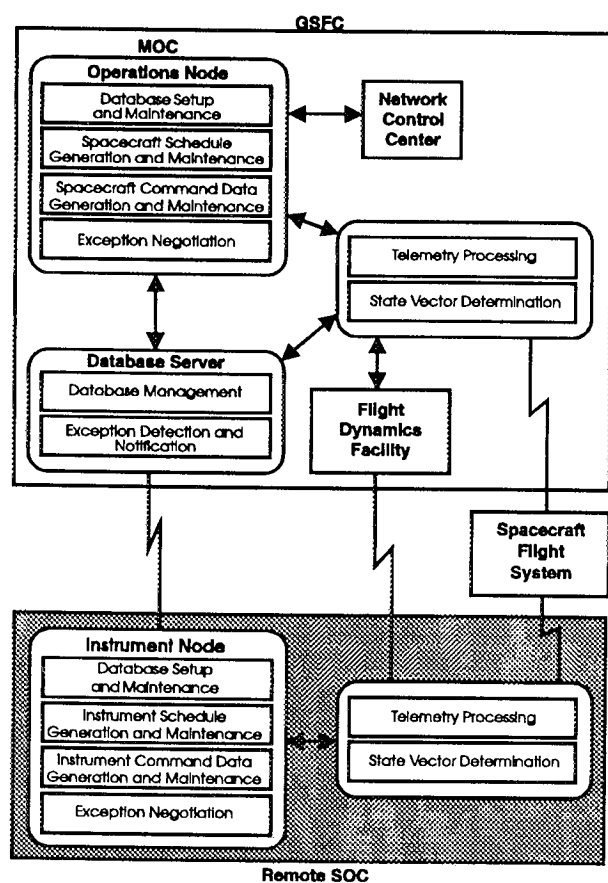 GSFC
MOC
Operations Node
Database Setup
and Maintenance
Spacecraft Schedule
Generation and Maintenance
Spacecraft Command Data
Generation and Maintenance
Exception Negotiation
Network
Control
Center
Telemetry Processing
State Vector Determination
Database Server
Database Management
Exception Detection and
Notification
Flight
Dynamics
Facility
Spacecraft
Flight
System
Instrument Node
Database Setup
and Maintenance
Instrument Schedule
Generation and Maintenance
Instrument Command Data
Generation and Maintenance
Exception Negotiation
Telemetry Processing
State Vector Determination
Remote SOC